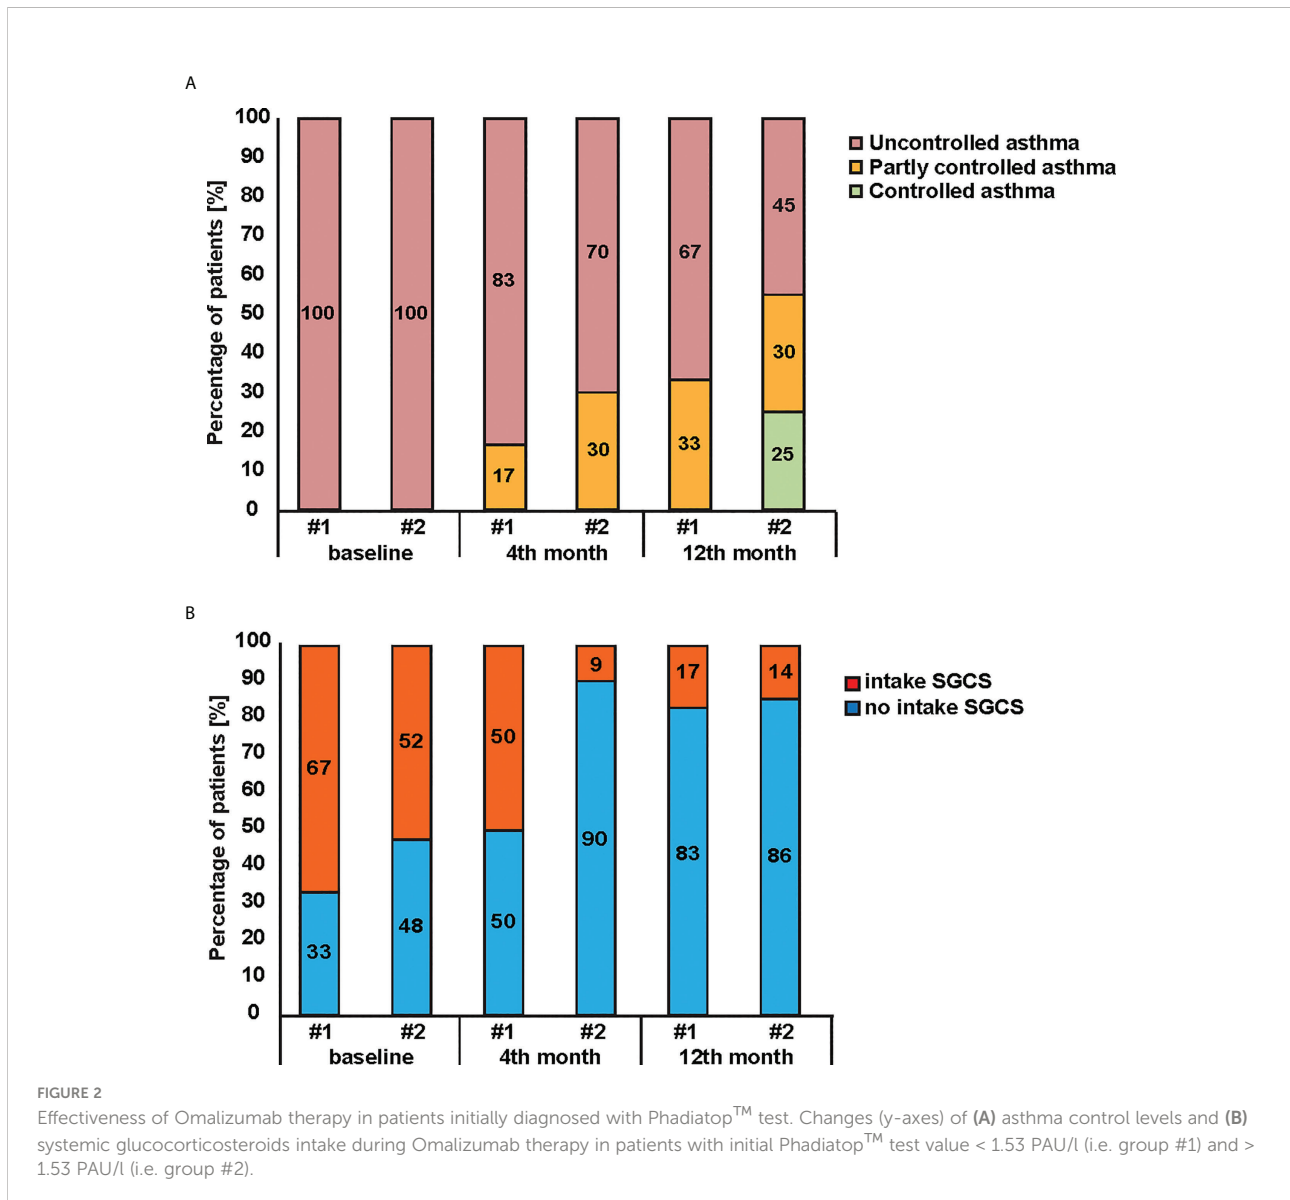 A
100
90
80
70
60
50
40
30
20
10
0
Percentage of patients [%]
100
100
83
17
70
30
67
33
45
30
25
#1 #2 #1 #2 #1 #2
baseline 4th month 12th month
Uncontrolled asthma
Partly controlled asthma
Controlled asthma
B
100
90
80
70
60
50
40
30
20
10
0
Percentage of patients [%]
67
33
52
48
50
50
9
90
17
83
14
86
#1 #2 #1 #2 #1 #2
baseline 4th month 12th month
intake SGCS
no intake SGCS
FIGURE 2
Effectiveness of Omalizumab therapy in patients initially diagnosed with Phadiatop™ test. Changes (y-axes) of (A) asthma control levels and (B)
systemic glucocorticosteroids intake during Omalizumab therapy in patients with initial Phadiatop™ test value < 1.53 PAU/l (i.e. group #1) and >
1.53 PAU/l (i.e. group #2).